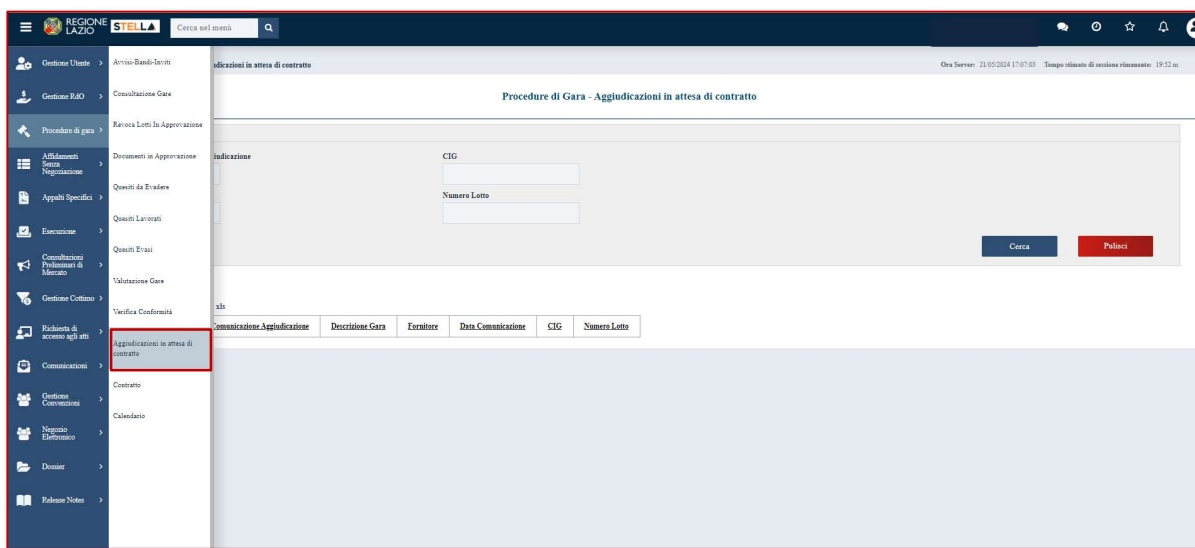 REGIONE
LAZIO
STELLA
Cerca nel menù
Gestione Utente
Gestione RdO
Procedure di gara
Affidamenti
Senza
Negoziazione
Appalti Specifici
Esecuzione
Consultazioni
Preliminari di
Mercato
Gestione Cottimo
Richiesta di
accesso agli atti
Comunicazioni
Gestione
Convenzioni
Negozio
Elettronico
Dossier
Release Notes
Avvisi-Bandi-Inviti
Consultazione Gare
Revoca Lotti In Approvazione
Documenti in Approvazione
Quesiti da Evadere
Quesiti Lavorati
Quesiti Evasi
Valutazione Gare
Verifica Conformità
Aggiudicazioni in attesa di
contratto
Contratto
Calendario
udicazioni in attesa di contratto
Ora Server: 21/05/2024 17:07:03 Tempo stimato di sessione rimanente: 19:52 m
Procedure di Gara - Aggiudicazioni in attesa di contratto
iudicazione
CIG
Numero Lotto
Cerca
Pulisci
xls
Comunicazione Aggiudicazione Descrizione Gara Fornitore Data Comunicazione CIG Numero Lotto